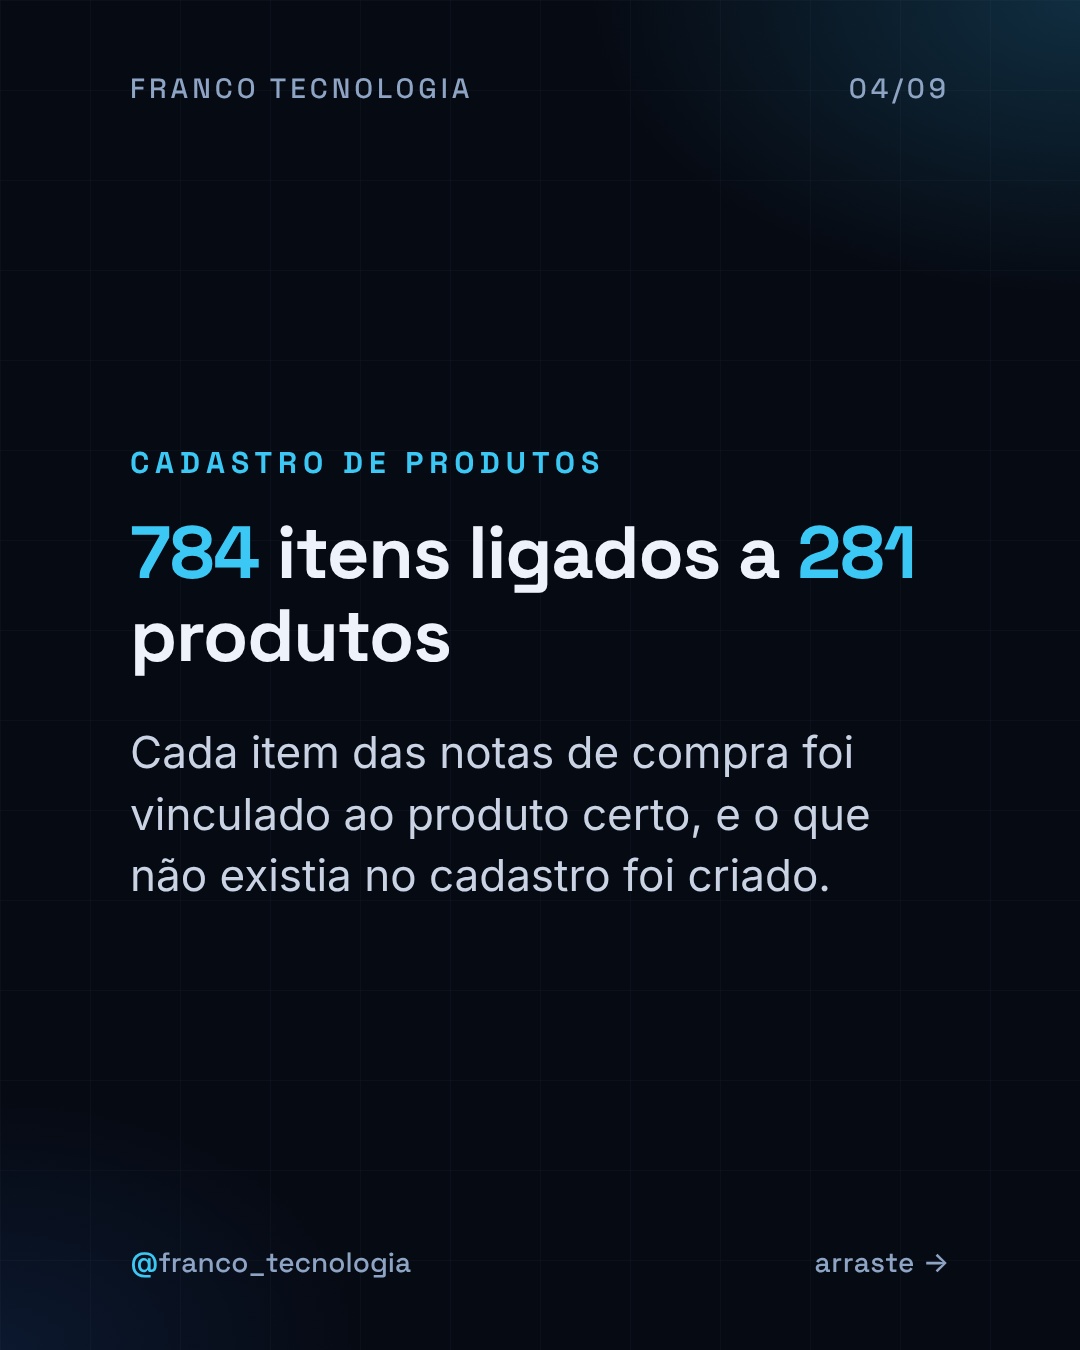 FRANCO TECNOLOGIA
04/09
CADASTRO DE PRODUTOS
784 itens ligados a 281
produtos
Cada item das notas de compra foi
vinculado ao produto certo, e o que
não existia no cadastro foi criado.
@franco_tecnologia
arraste →